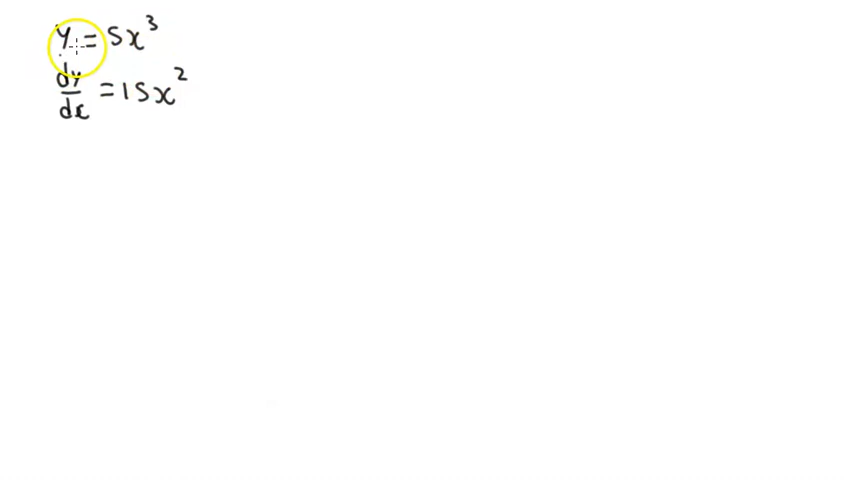 y = 5x³
dy/dx = 15x²